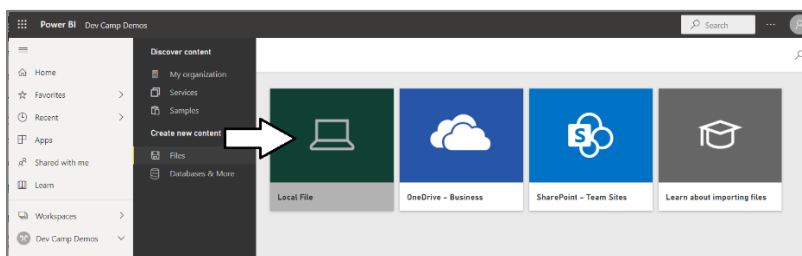 Power BI Dev Camp Demos
Search
Home
Favorites
Recent
Apps
Shared with me
Learn
Workspaces
Dev Camp Demos
Discover content
My organization
Services
Samples
Create new content
Files
Databases & More
Local File
OneDrive – Business
S
SharePoint – Team Sites
Learn about importing files